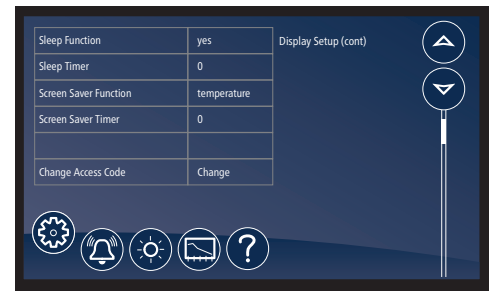 Sleep Function yes Display Setup (cont)
Sleep Timer 0
Screen Saver Function temperature
Screen Saver Timer 0
Change Access Code Change
?